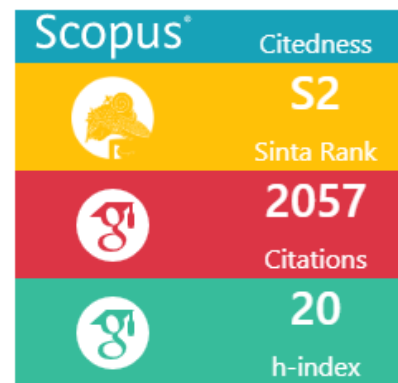 Scopus®
Citedness
S2
Sinta Rank
2057
Citations
20
h-index